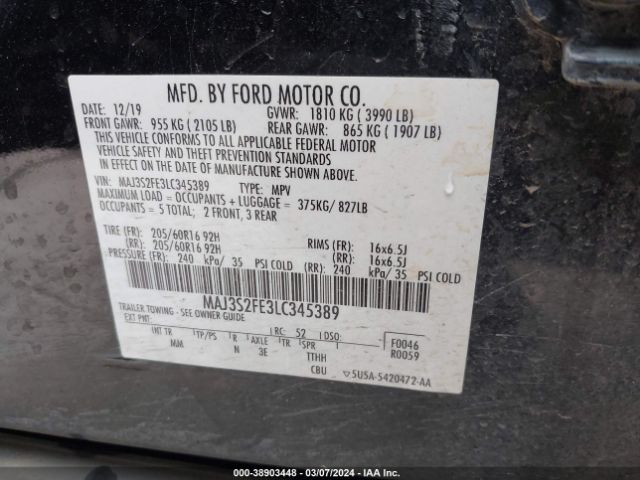 MFD. BY FORD MOTOR CO.
DATE: 12/19 GVWR: 1810 KG ( 3990 LB)
FRONT GAWR: 955 KG ( 2105 LB) REAR GAWR: 865 KG ( 1907 LB)
THIS VEHICLE CONFORMS TO ALL APPLICABLE FEDERAL MOTOR
VEHICLE SAFETY AND THEFT PREVENTION STANDARDS
IN EFFECT ON THE DATE OF MANUFACTURE SHOWN ABOVE.
VIN: MAJ3S2FE3LC345389 TYPE: MPV
MAXIMUM LOAD = OCCUPANTS + LUGGAGE = 375KG/ 827LB
OCCUPANTS = 5 TOTAL; 2 FRONT, 3 REAR
TIRE (FR): 205/60R16 92H RIMS (FR): 16x6.5J
(RR): 205/60R16 92H (RR): 16x6.5J
PRESSURE (FR): 240 kPa/ 35 PSI COLD (RR): 240 kPa/ 35 PSI COLD
MAJ3S2FE3LC345389
TRAILER TOWING - SEE OWNER GUIDE
EXT PNT: RC: 52 DSO: F0046
R0059
INT TR TP/PS R AXLE TR SPR
MM N 3E TTHH
CBU ▽5U5A-5420472-AA
000-38903448 - 03/07/2024 - IAA Inc.